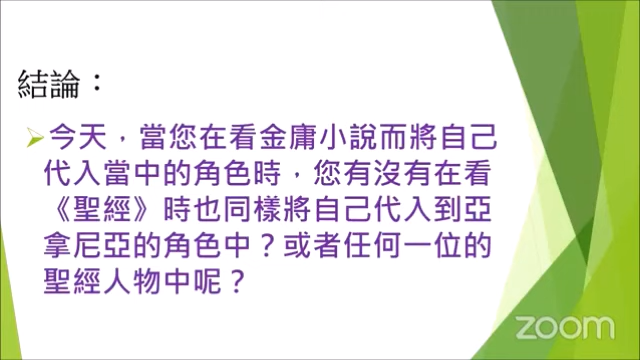 結論：
今天，當您在看金庸小說而將自己
代入當中的角色時，您有沒有在看
《聖經》時也同樣將自己代入到亞
拿尼亞的角色中？或者任何一位的
聖經人物中呢？
zoom